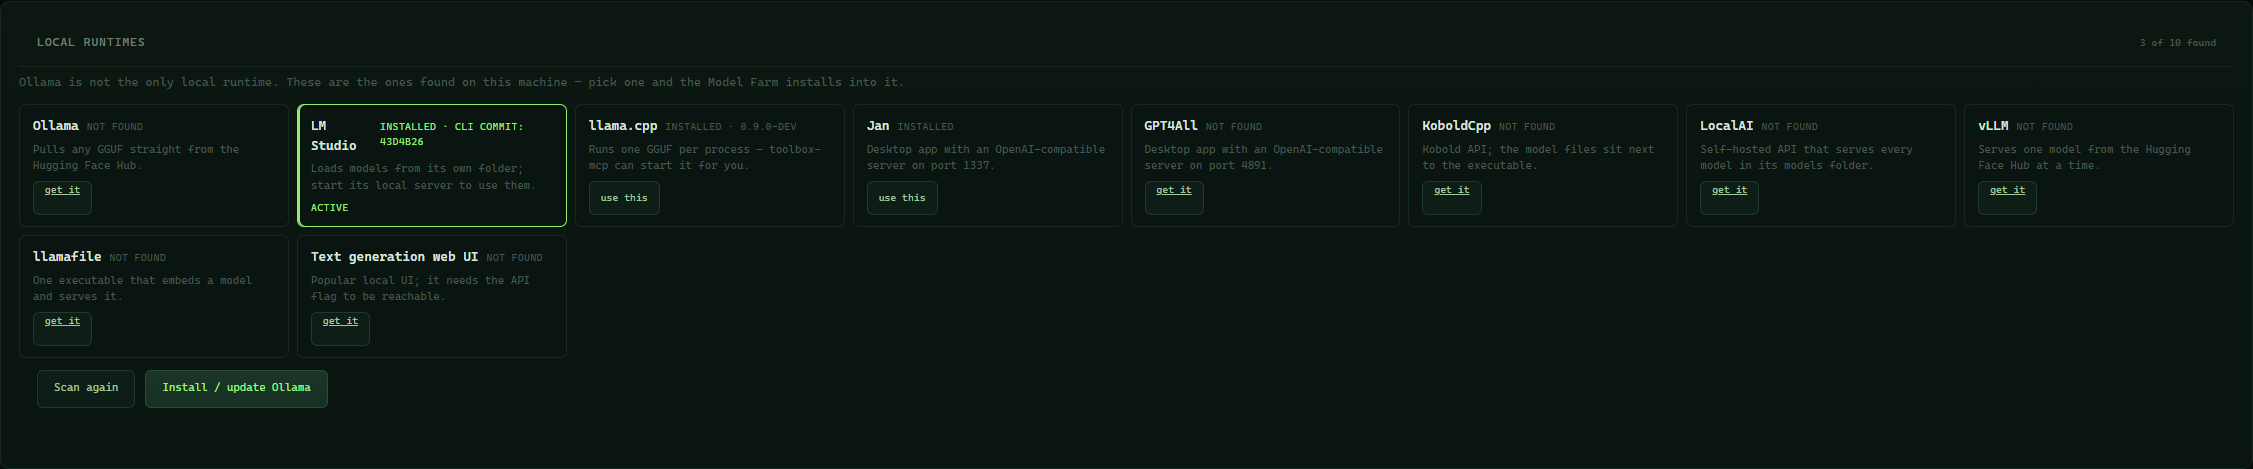 LOCAL RUNTIMES
3 of 10 found
Ollama is not the only local runtime. These are the ones found on this machine — pick one and the Model Farm installs into it.
Ollama NOT FOUND
Pulls any GGUF straight from the
Hugging Face Hub.
get it
LM
Studio
INSTALLED · CLI COMMIT:
43D4B26
Loads models from its own folder;
start its local server to use them.
ACTIVE
llama.cpp INSTALLED · 0.9.0-DEV
Runs one GGUF per process — toolbox-
mcp can start it for you.
use this
Jan INSTALLED
Desktop app with an OpenAI-compatible
server on port 1337.
use this
GPT4All NOT FOUND
Desktop app with an OpenAI-compatible
server on port 4891.
get it
KoboldCpp NOT FOUND
Kobold API; the model files sit next
to the executable.
get it
LocalAI NOT FOUND
Self-hosted API that serves every
model in its models folder.
get it
vLLM NOT FOUND
Serves one model from the Hugging
Face Hub at a time.
get it
llamafile NOT FOUND
One executable that embeds a model
and serves it.
get it
Text generation web UI NOT FOUND
Popular local UI; it needs the API
flag to be reachable.
get it
Scan again
Install / update Ollama